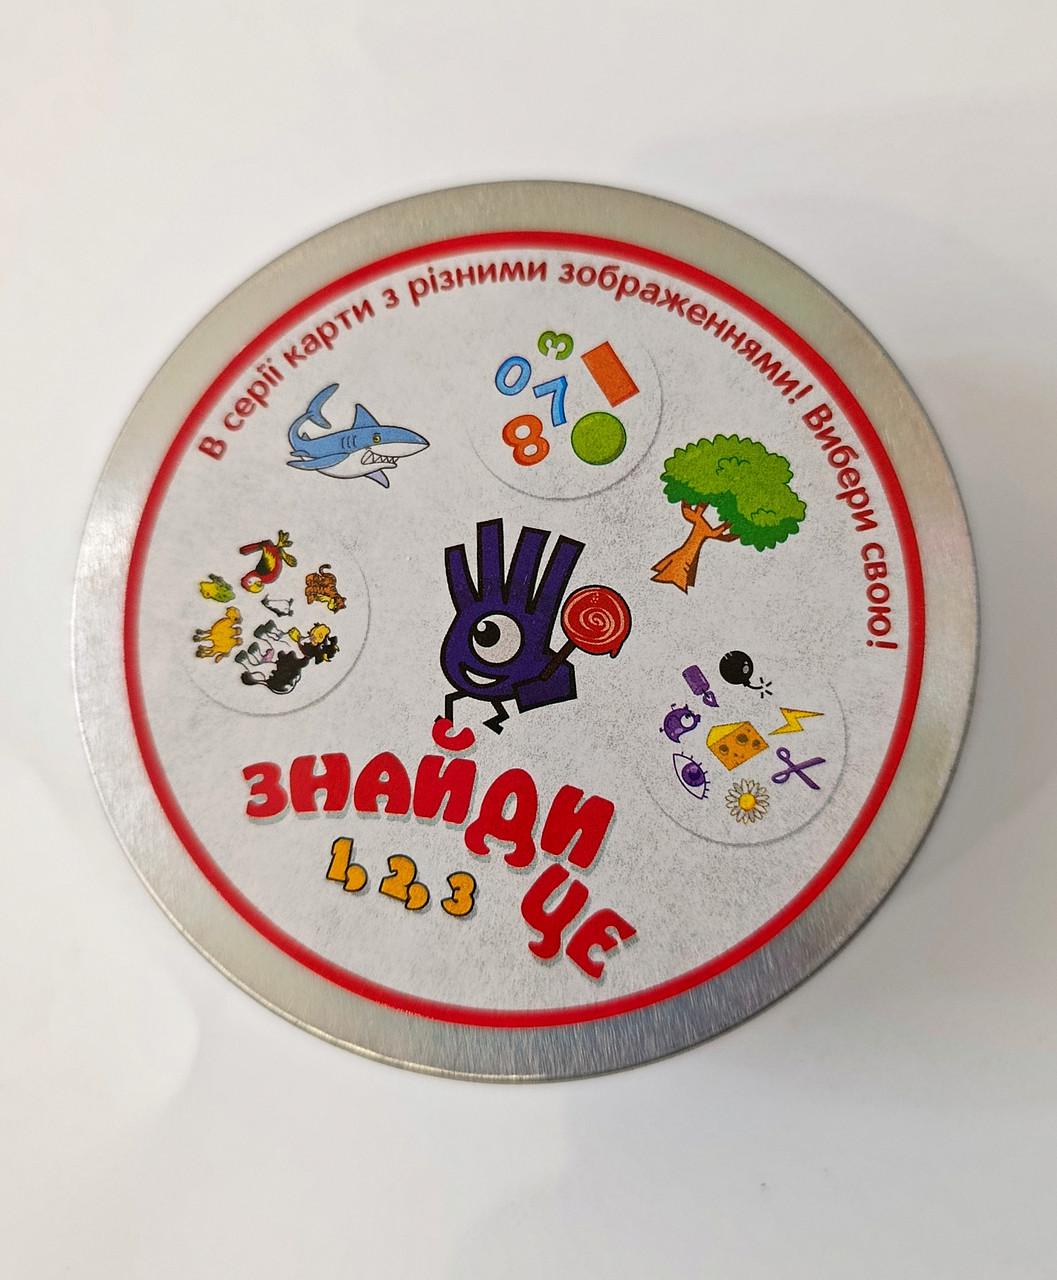 В серії карти з різними зображеннями! Вибери свою!
3
0 7
8
ЗНАЙДИ
ЦЕ
1, 2, 3